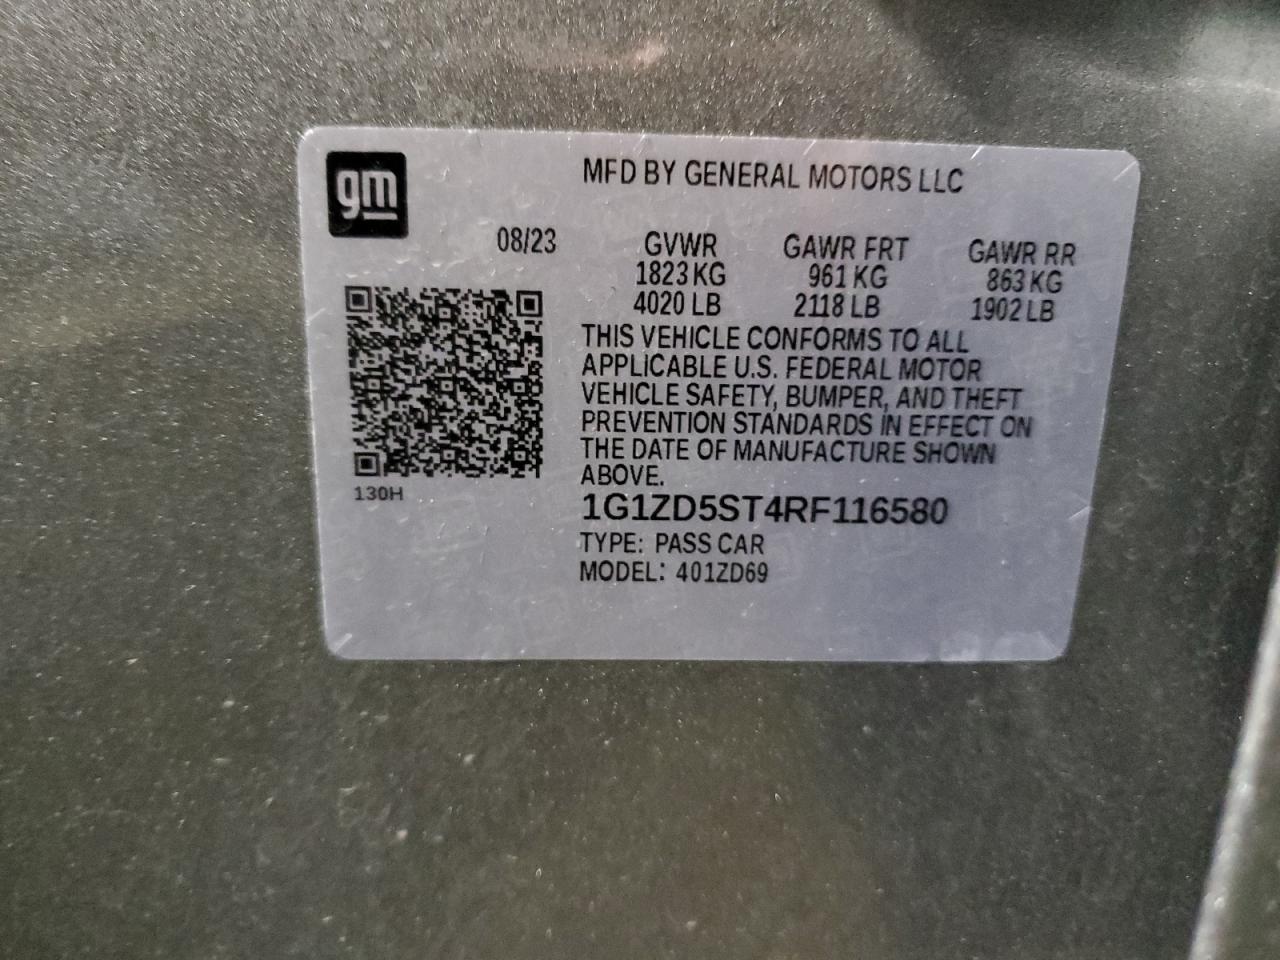 gm
MFD BY GENERAL MOTORS LLC
08/23 GVWR GAWR FRT GAWR RR
1823 KG 961 KG 863 KG
4020 LB 2118 LB 1902 LB
THIS VEHICLE CONFORMS TO ALL
APPLICABLE U.S. FEDERAL MOTOR
VEHICLE SAFETY, BUMPER, AND THEFT
PREVENTION STANDARDS IN EFFECT ON
THE DATE OF MANUFACTURE SHOWN
ABOVE.
130H
1G1ZD5ST4RF116580
TYPE: PASS CAR
MODEL: 401ZD69